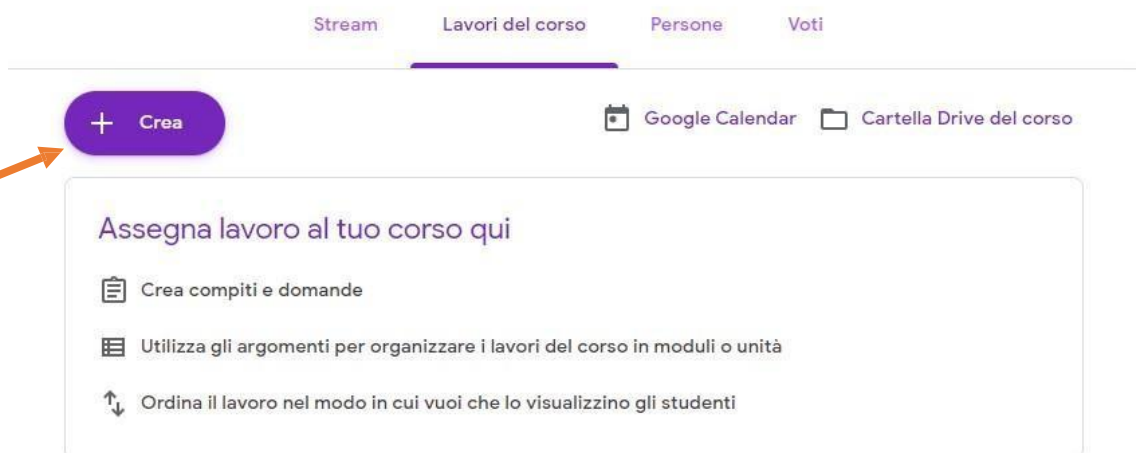 Stream Lavori del corso Persone Voti
+ Crea Google Calendar Cartella Drive del corso
Assegna lavoro al tuo corso qui
Crea compiti e domande
Utilizza gli argomenti per organizzare i lavori del corso in moduli o unità
Ordina il lavoro nel modo in cui vuoi che lo visualizzino gli studenti